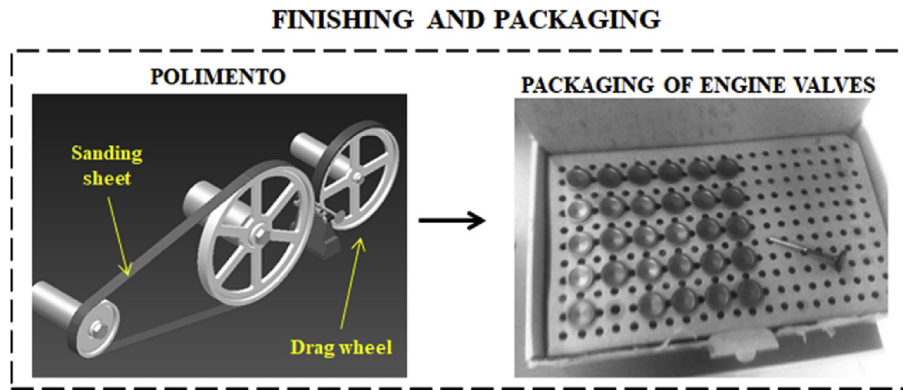 FINISHING AND PACKAGING
POLIMENTO
PACKAGING OF ENGINE VALVES
Sanding
sheet
Drag wheel